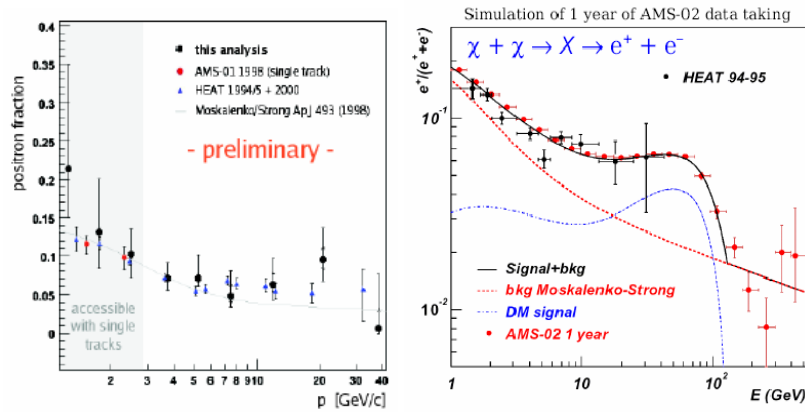 0.4
0.35
0.3
0.25
0.2
0.15
0.1
0.05
0
positron fraction
this analysis
AMS-01 1998 (single track)
HEAT 1994/5 + 2000
Moskalenko/Strong ApJ 493 (1998)
- preliminary -
accessible
with single
tracks
2 3 4 5 6 7 8 9 10 20 30 40
p [GeV/c]
Simulation of 1 year of AMS-02 data taking
χ + χ → X → e⁺ + e⁻
HEAT 94-95
e⁺/(e⁺+e⁻)
10⁻¹
10⁻²
Signal+bkg
bkg Moskalenko-Strong
DM signal
AMS-02 1 year
1 10 10²
E (GeV)